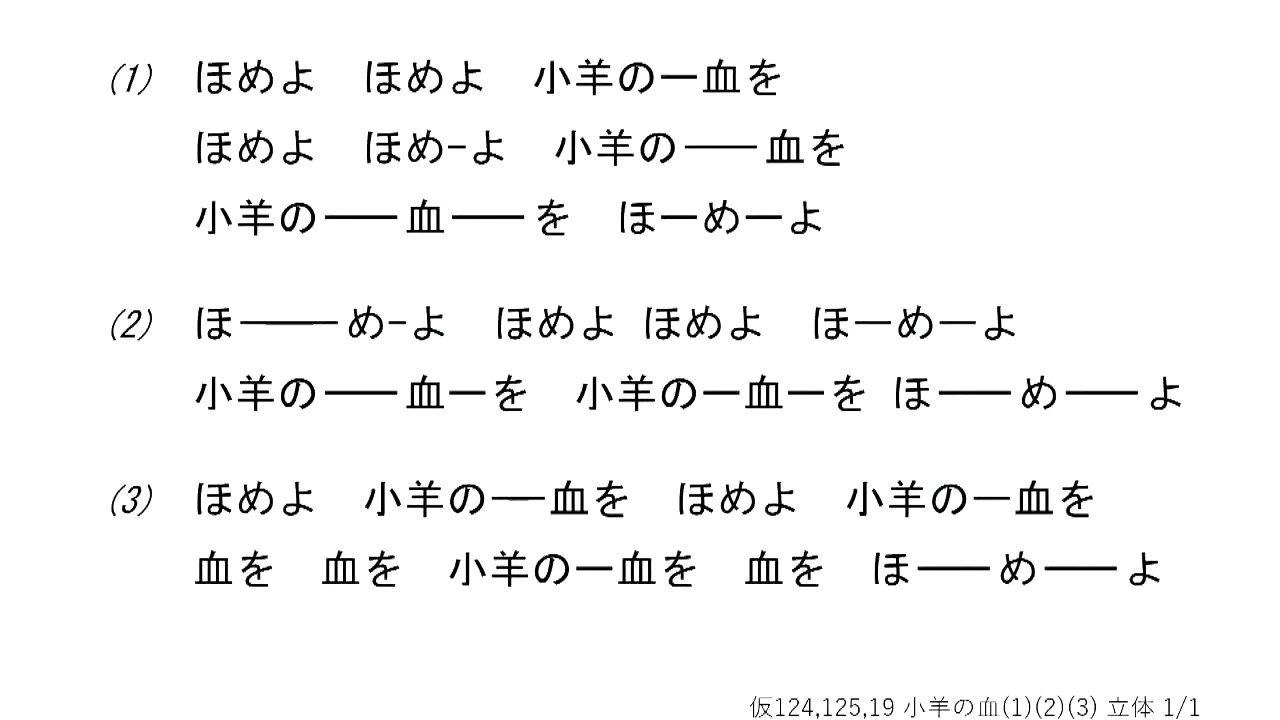 (1) ほめよ　ほめよ　小羊のー血を
ほめよ　ほめ-よ　小羊の──血を
小羊の──血──を　ほーめーよ
(2) ほ───め-よ　ほめよ ほめよ　ほーめーよ
小羊の──血ーを　小羊のー血ーを ほ──め──よ
(3) ほめよ　小羊の─血を　ほめよ　小羊のー血を
血を　血を　小羊のー血を　血を　ほ──め──よ
仮124,125,19 小羊の血(1)(2)(3) 立体 1/1